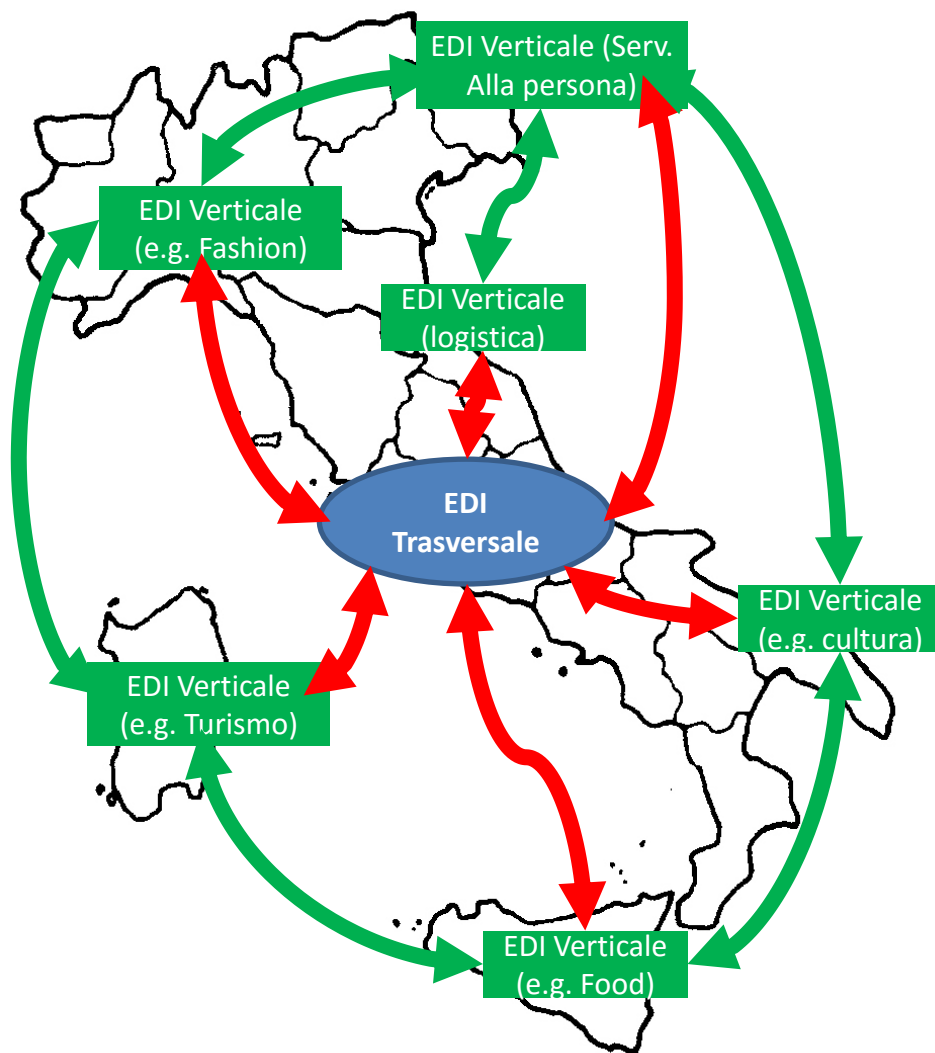 EDI Verticale (Serv.
Alla persona)
EDI Verticale
(e.g. Fashion)
EDI Verticale
(logistica)
EDI
Trasversale
EDI Verticale
(e.g. cultura)
EDI Verticale
(e.g. Turismo)
EDI Verticale
(e.g. Food)